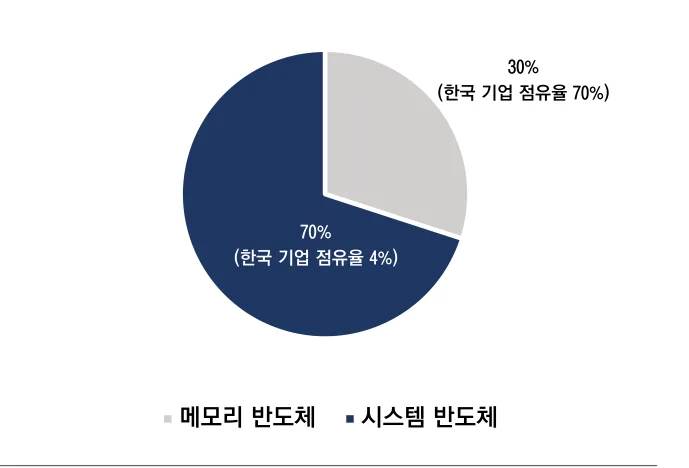 30%
(한국 기업 점유율 70%)
70%
(한국 기업 점유율 4%)
메모리 반도체 시스템 반도체